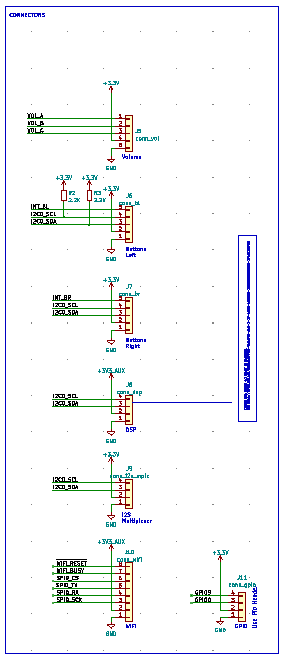 CONNECTORS
+3.3V
VOL_A
VOL_B
VOL_C
1
2
3
4
5
J5
conn_vol
Volume
GND
+3.3V
+3.3V
+3.3V
R2
2.2K
R3
2.2K
J6
conn_bl
INT_BL
I2C0_SCL
I2C0_SDA
5
4
3
2
1
Buttons
Left
GND
+3.3V
J7
conn_br
INT_BR
I2C0_SCL
I2C0_SDA
5
4
3
2
1
Buttons
Right
GND
+3V3_AUX
J8
conn_dsp
I2C0_SCL
I2C0_SDA
4
3
2
1
DSP
GND
+3.3V
J9
I2C0_SCL
I2C0_SDA
4
3
2
1
I2S
Multiplexer
GND
+3V3_AUX
J10
conn_wifi
WIFI_RESET
WIFI_BUSY
SPI0_CS
SPI0_TX
SPI0_RX
SPI0_SCK
8
7
6
5
4
3
2
1
WiFi
GND
+3.3V
J11
conn_gpio
GPIO9
GPIO0
4
3
2
1
GPIO
GND
Use Pin Header